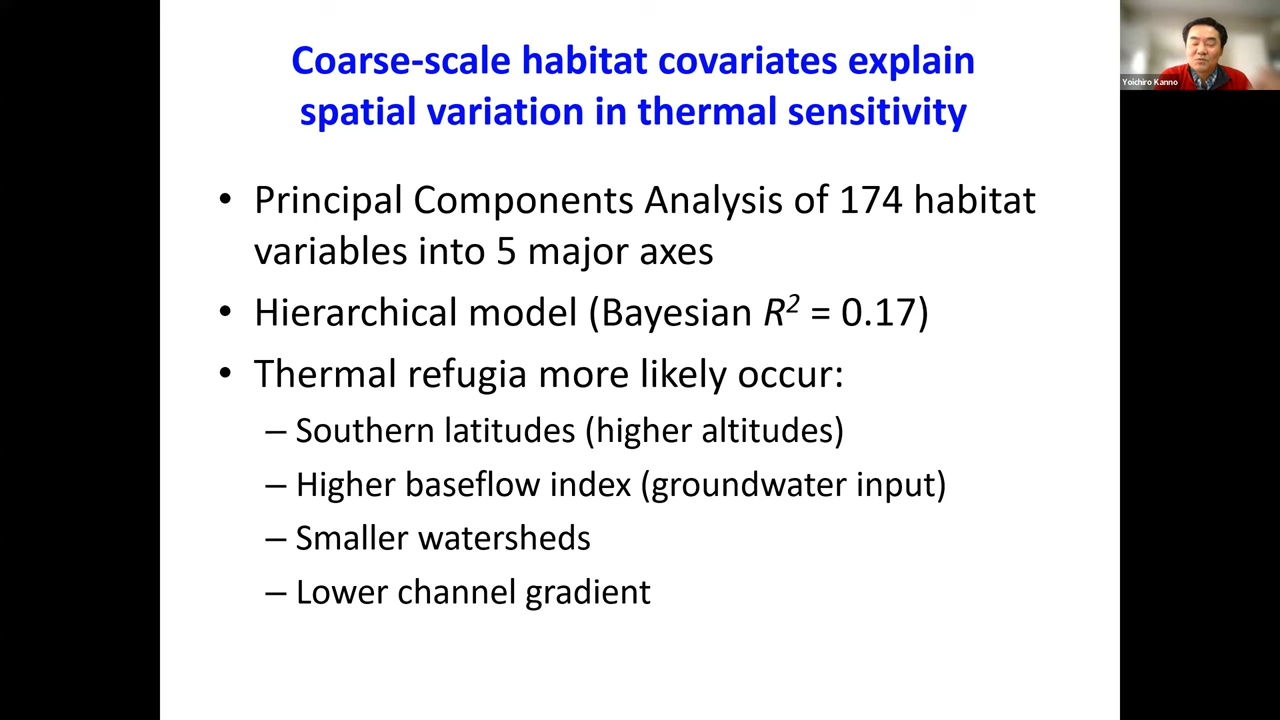 Coarse-scale habitat covariates explain
spatial variation in thermal sensitivity
• Principal Components Analysis of 174 habitat
variables into 5 major axes
• Hierarchical model (Bayesian R² = 0.17)
• Thermal refugia more likely occur:
– Southern latitudes (higher altitudes)
– Higher baseflow index (groundwater input)
– Smaller watersheds
– Lower channel gradient
Yoichiro Kanno